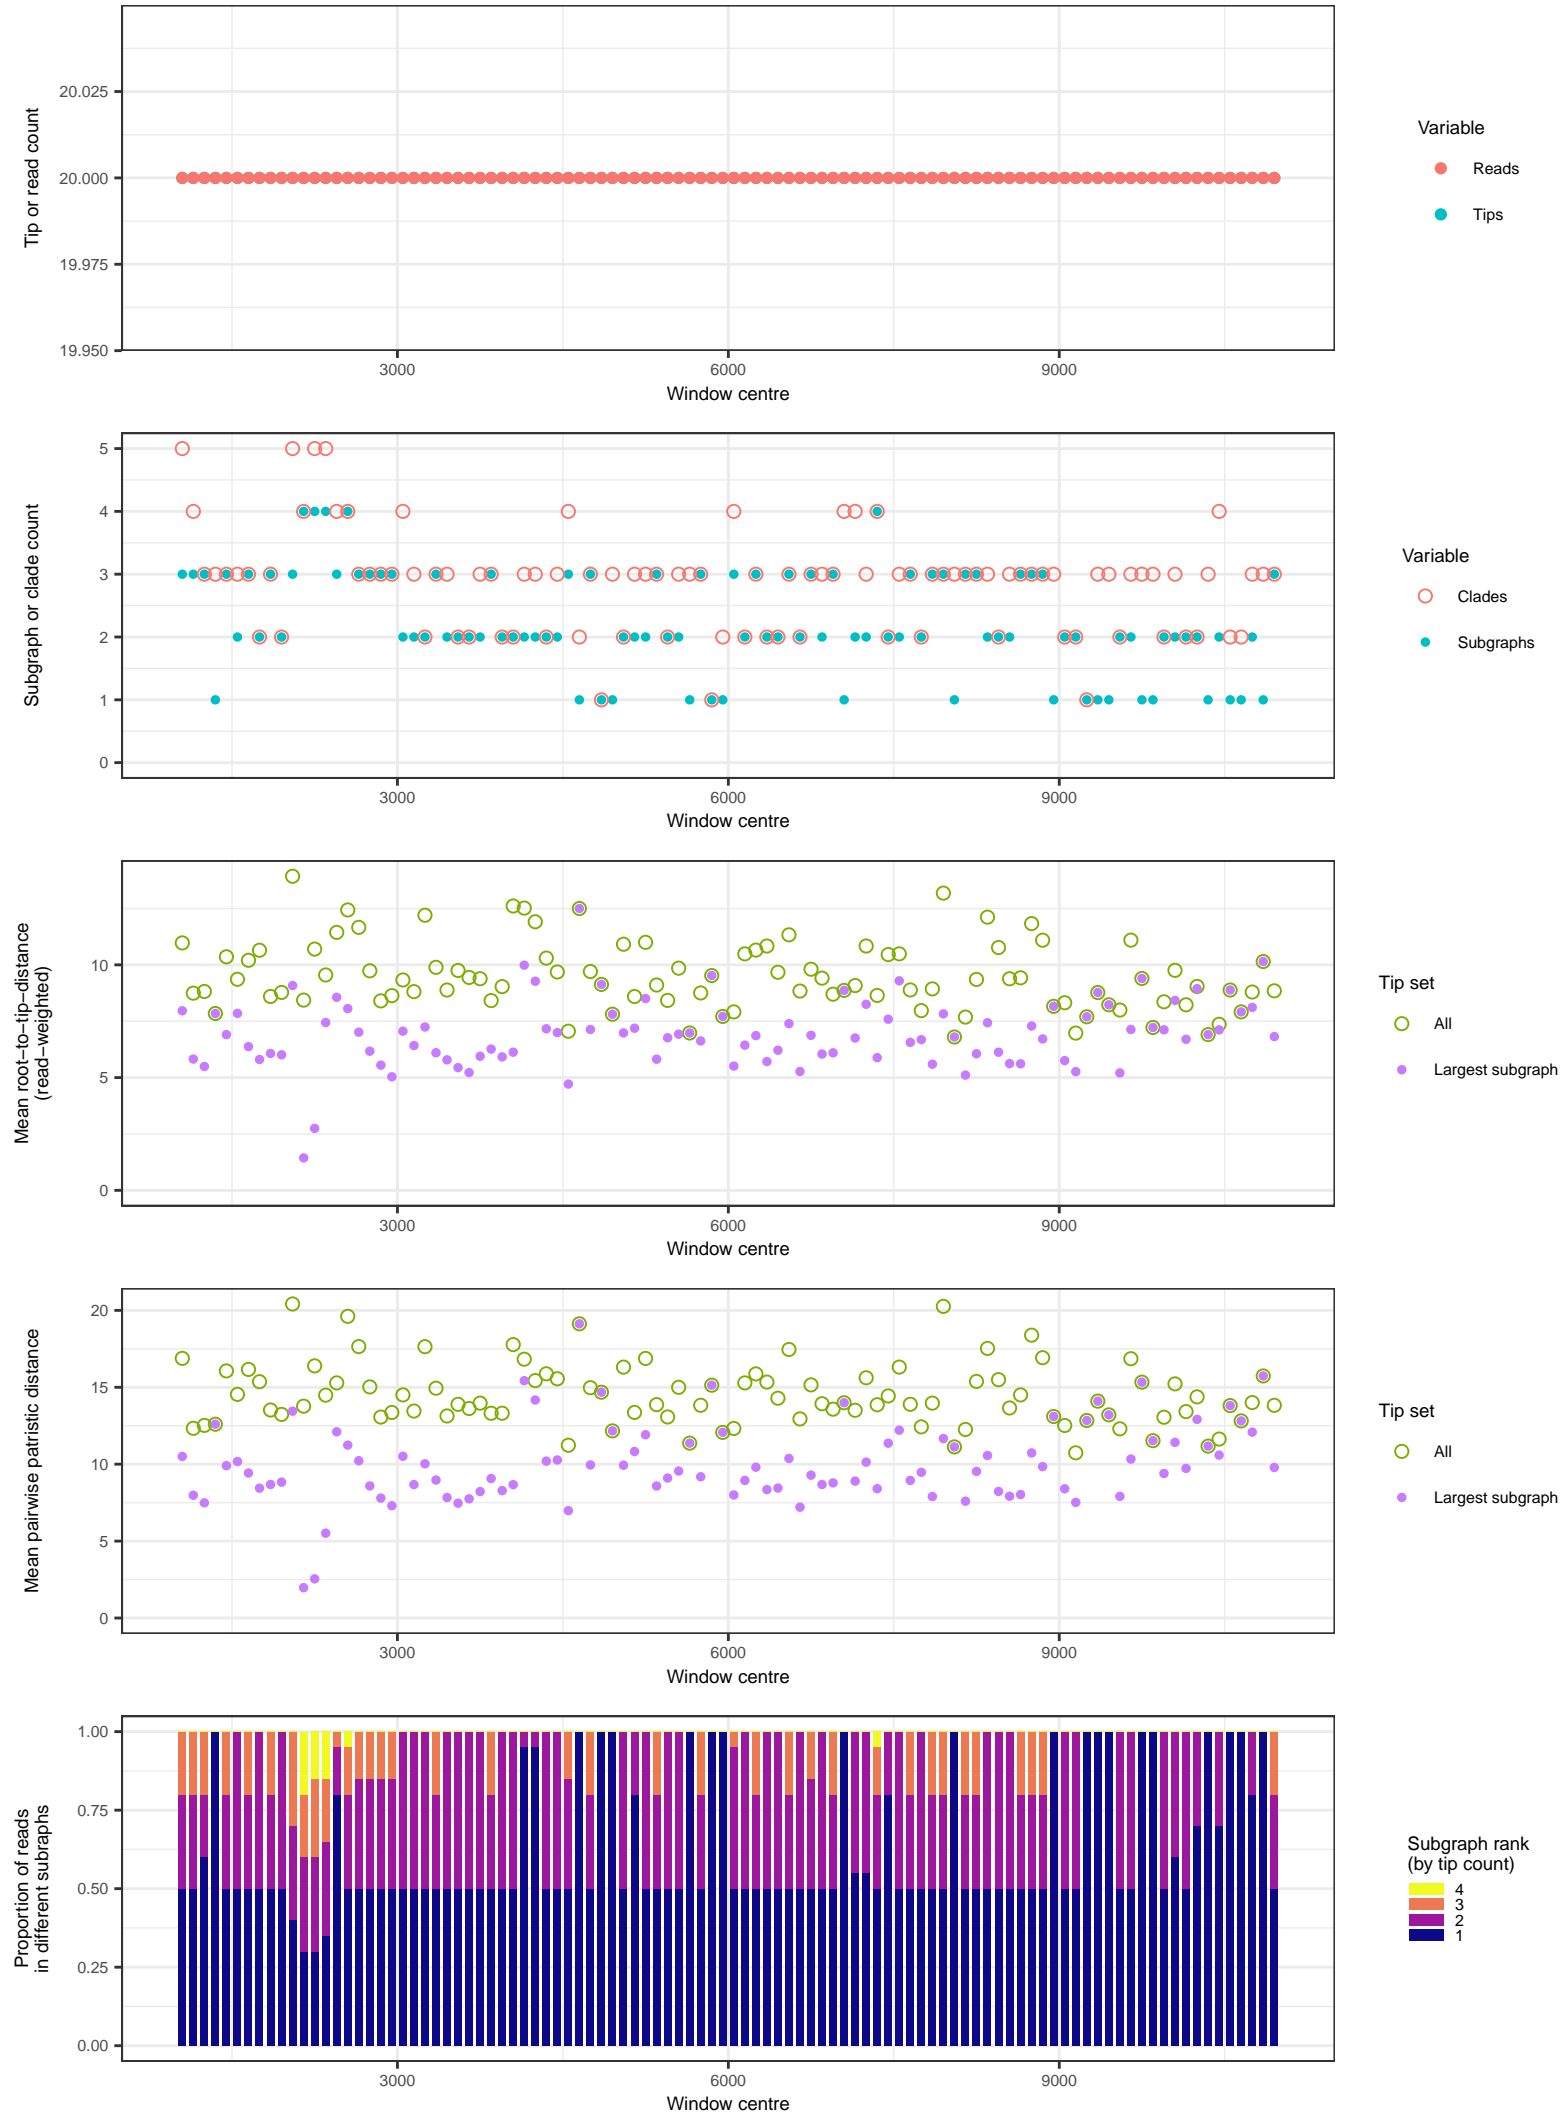 Tip or read count
20.025
20.000
19.975
19.950
3000 6000 9000
Window centre
Variable
Reads
Tips
Subgraph or clade count
5
4
3
2
1
0
3000 6000 9000
Window centre
Variable
Clades
Subgraphs
Mean root−to−tip−distance
(read−weighted)
10
5
0
3000 6000 9000
Window centre
Tip set
All
Largest subgraph
Mean pairwise patristic distance
20
15
10
5
0
3000 6000 9000
Window centre
Tip set
All
Largest subgraph
Proportion of reads
in different subraphs
1.00
0.75
0.50
0.25
0.00
3000 6000 9000
Window centre
Subgraph rank
(by tip count)
4
3
2
1